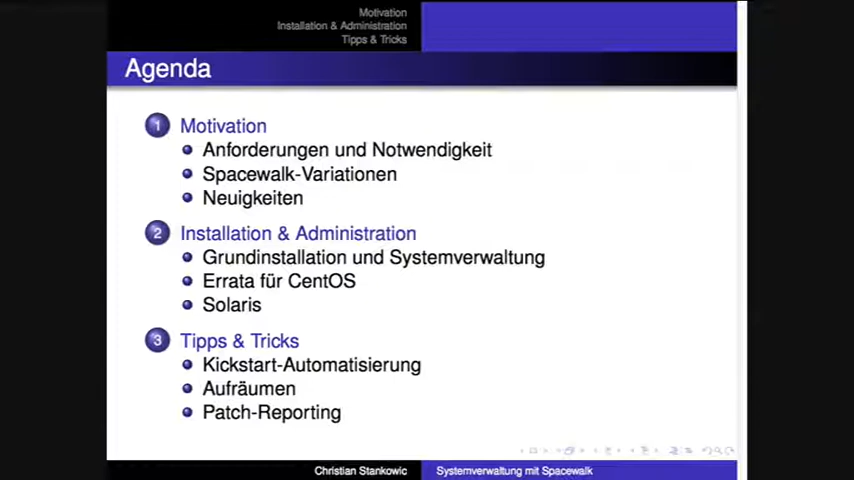 Motivation
Installation & Administration
Tipps & Tricks
Agenda
1 Motivation
Anforderungen und Notwendigkeit
Spacewalk-Variationen
Neuigkeiten
2 Installation & Administration
Grundinstallation und Systemverwaltung
Errata für CentOS
Solaris
3 Tipps & Tricks
Kickstart-Automatisierung
Aufräumen
Patch-Reporting
Christian Stankowic Systemverwaltung mit Spacewalk